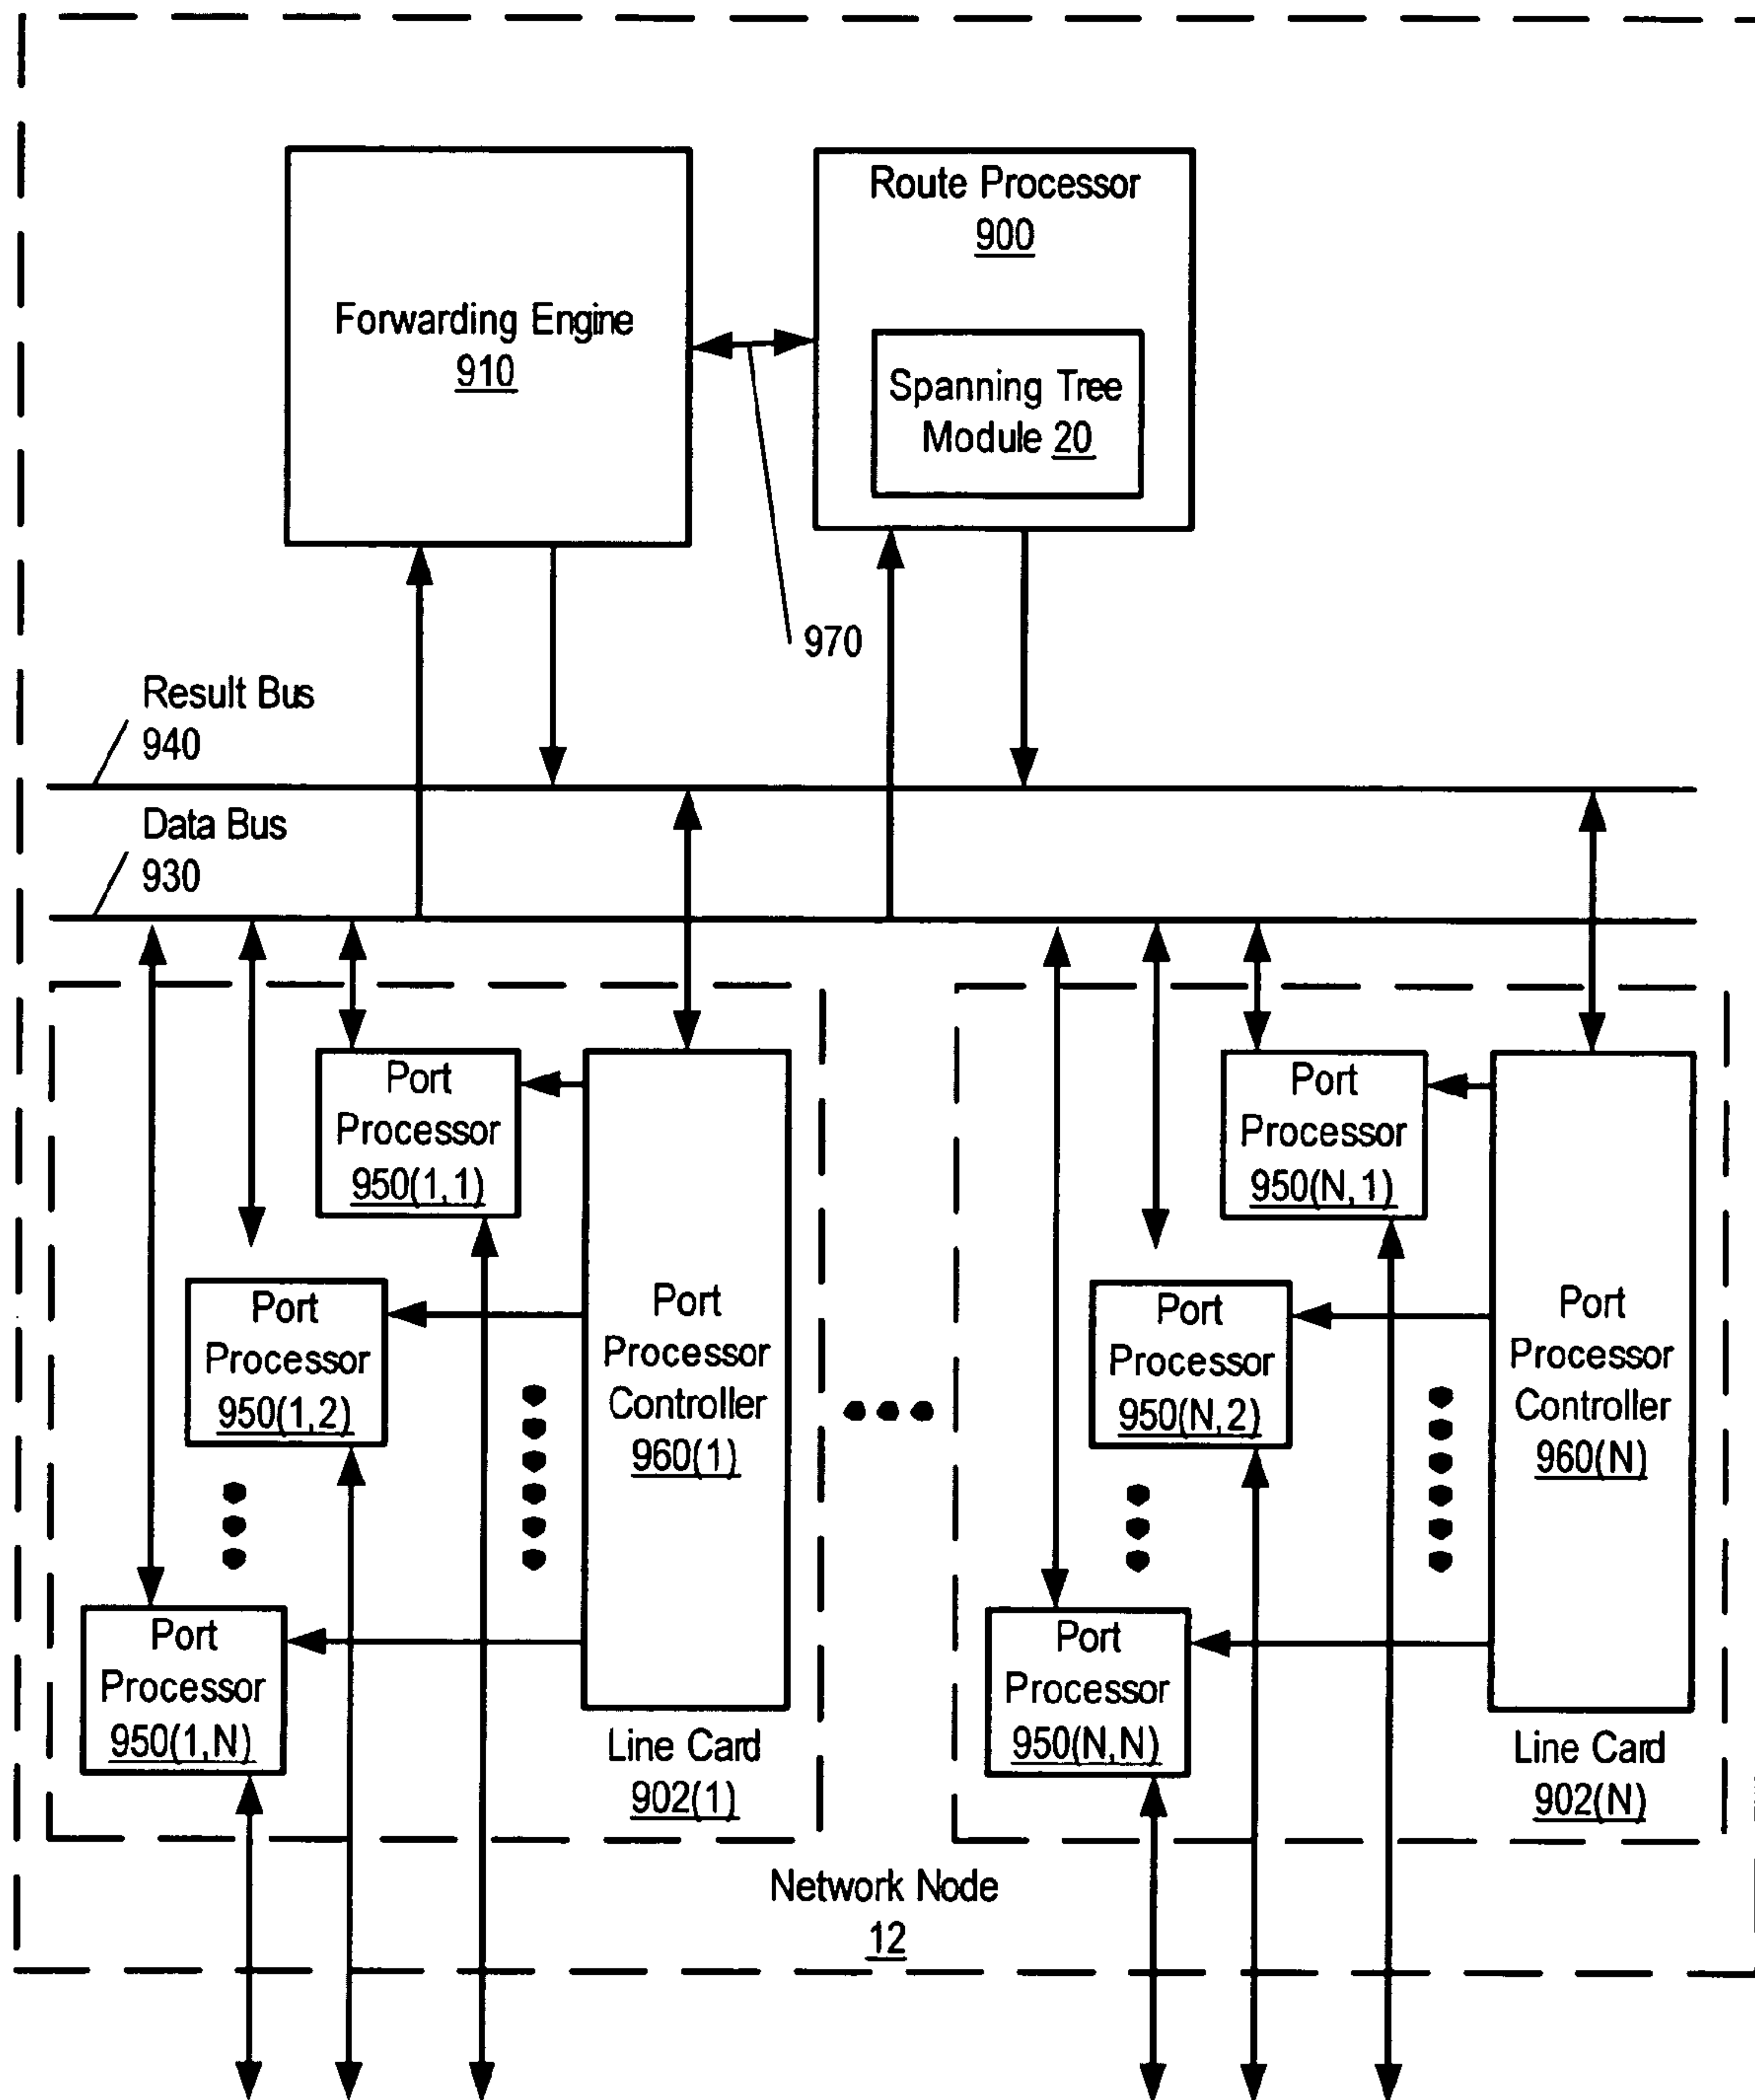 Forwarding Engine
910
Route Processor
900
Spanning Tree
Module 20
970
Result Bus
940
Data Bus
930
Port
Processor
950(1,1)
Port
Processor
950(1,2)
Port
Processor
950(1,N)
Port
Processor
Controller
960(1)
Line Card
902(1)
Port
Processor
950(N,1)
Port
Processor
950(N,2)
Port
Processor
950(N,N)
Port
Processor
Controller
960(N)
Line Card
902(N)
Network Node
12